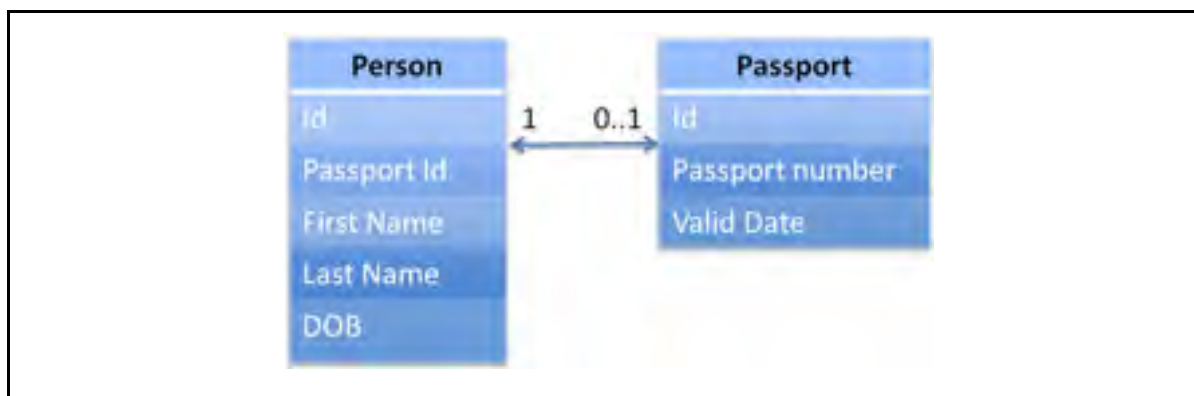 Person
Id
Passport Id
First Name
Last Name
DOB
1 0..1
Passport
Id
Passport number
Valid Date